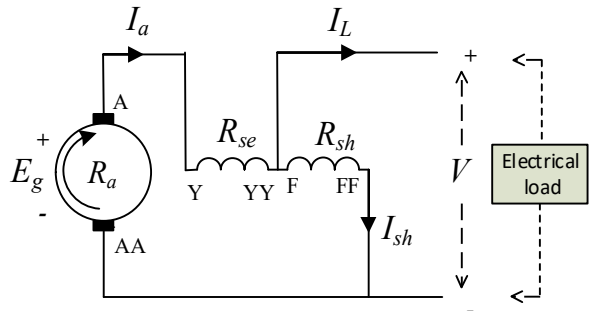 I_a
I_L
+
A
R_se
R_sh
+
E_g
R_a
-
Y
YY
F
FF
V
Electrical
load
I_sh
AA
-